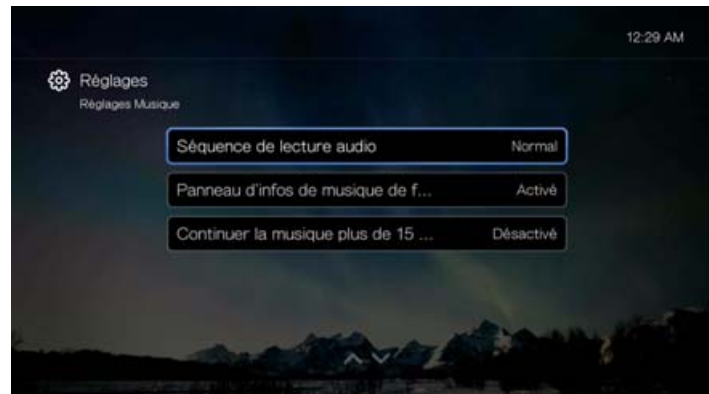 12:29 AM
Réglages
Réglages Musique
Séquence de lecture audio Normal
Panneau d'infos de musique de f... Activé
Continuer la musique plus de 15 ... Désactivé